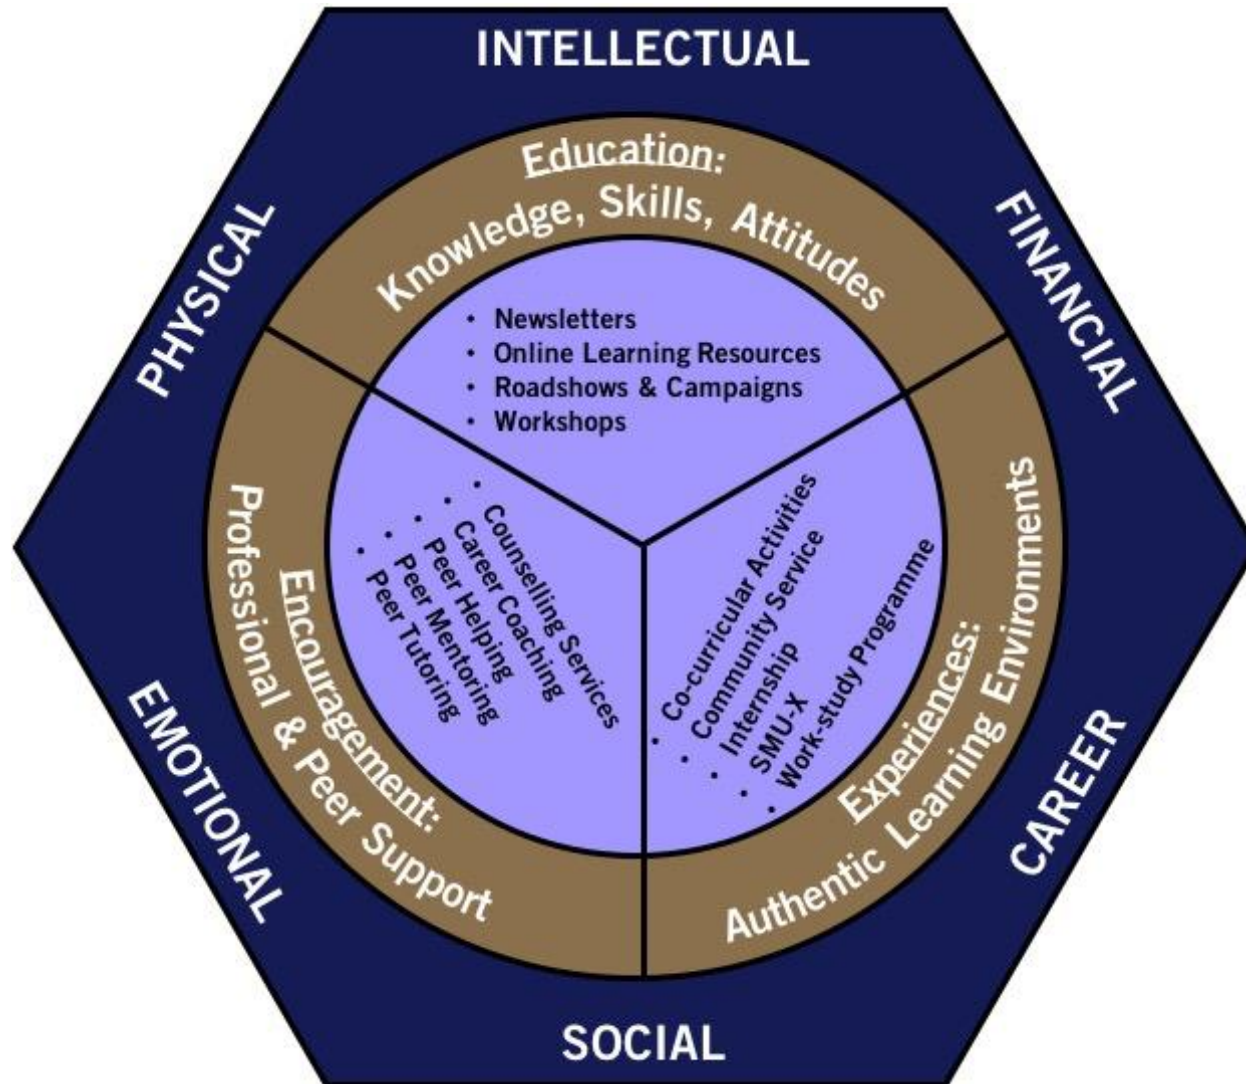 INTELLECTUAL
FINANCIAL
CAREER
SOCIAL
EMOTIONAL
PHYSICAL
Education:
Knowledge, Skills, Attitudes
• Newsletters
• Online Learning Resources
• Roadshows & Campaigns
• Workshops
Experiences:
Authentic Learning Environments
• Co-curricular Activities
• Community Service
• Internship
• SMU-X
• Work-study Programme
Encouragement:
Professional & Peer Support
• Counselling Services
• Career Coaching
• Peer Helping
• Peer Mentoring
• Peer Tutoring